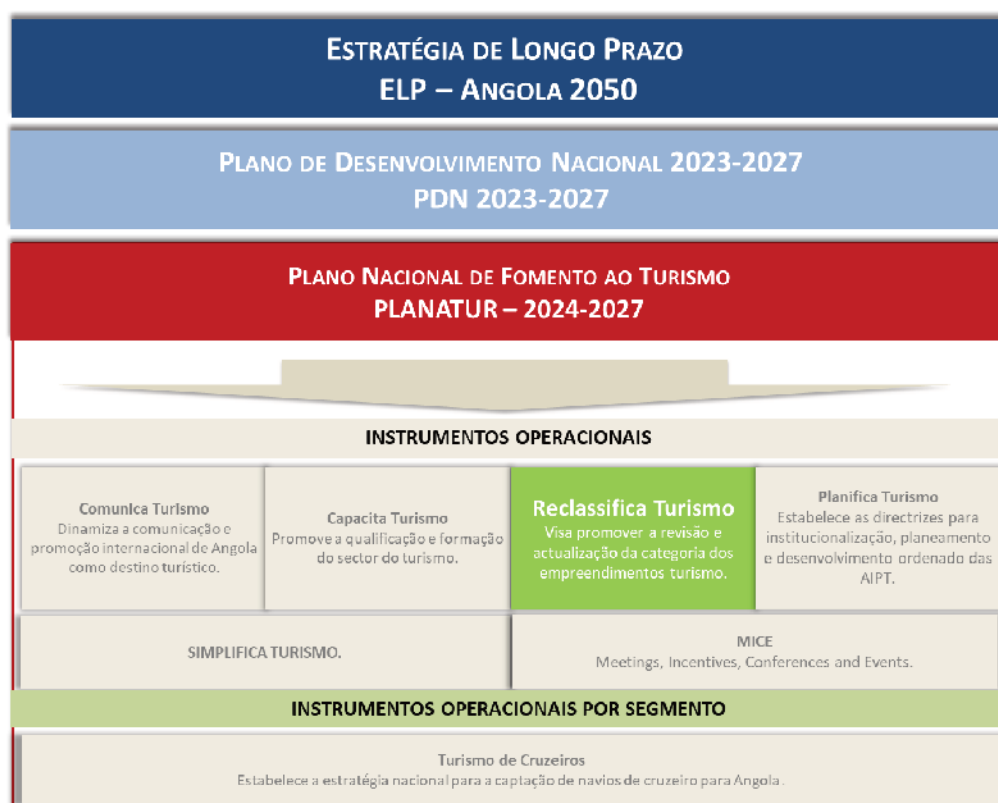 ESTRATÉGIA DE LONGO PRAZO
ELP – ANGOLA 2050
PLANO DE DESENVOLVIMENTO NACIONAL 2023-2027
PDN 2023-2027
PLANO NACIONAL DE FOMENTO AO TURISMO
PLANATUR – 2024-2027
INSTRUMENTOS OPERACIONAIS
Comunica Turismo
Dinamiza a comunicação e
promoção internacional de Angola
como destino turístico.
Capacita Turismo
Promove a qualificação e formação
do sector do turismo.
Reclassifica Turismo
Visa promover a revisão e
actualização da categoria dos
empreendimentos turismo.
Planifica Turismo
Estabelece as directrizes para
institucionalização, planeamento
e desenvolvimento ordenado das
AIPT.
SIMPLIFICA TURISMO.
MICE
Meetings, Incentives, Conferences and Events.
INSTRUMENTOS OPERACIONAIS POR SEGMENTO
Turismo de Cruzeiros
Estabelece a estratégia nacional para a captação de navios de cruzeiro para Angola.